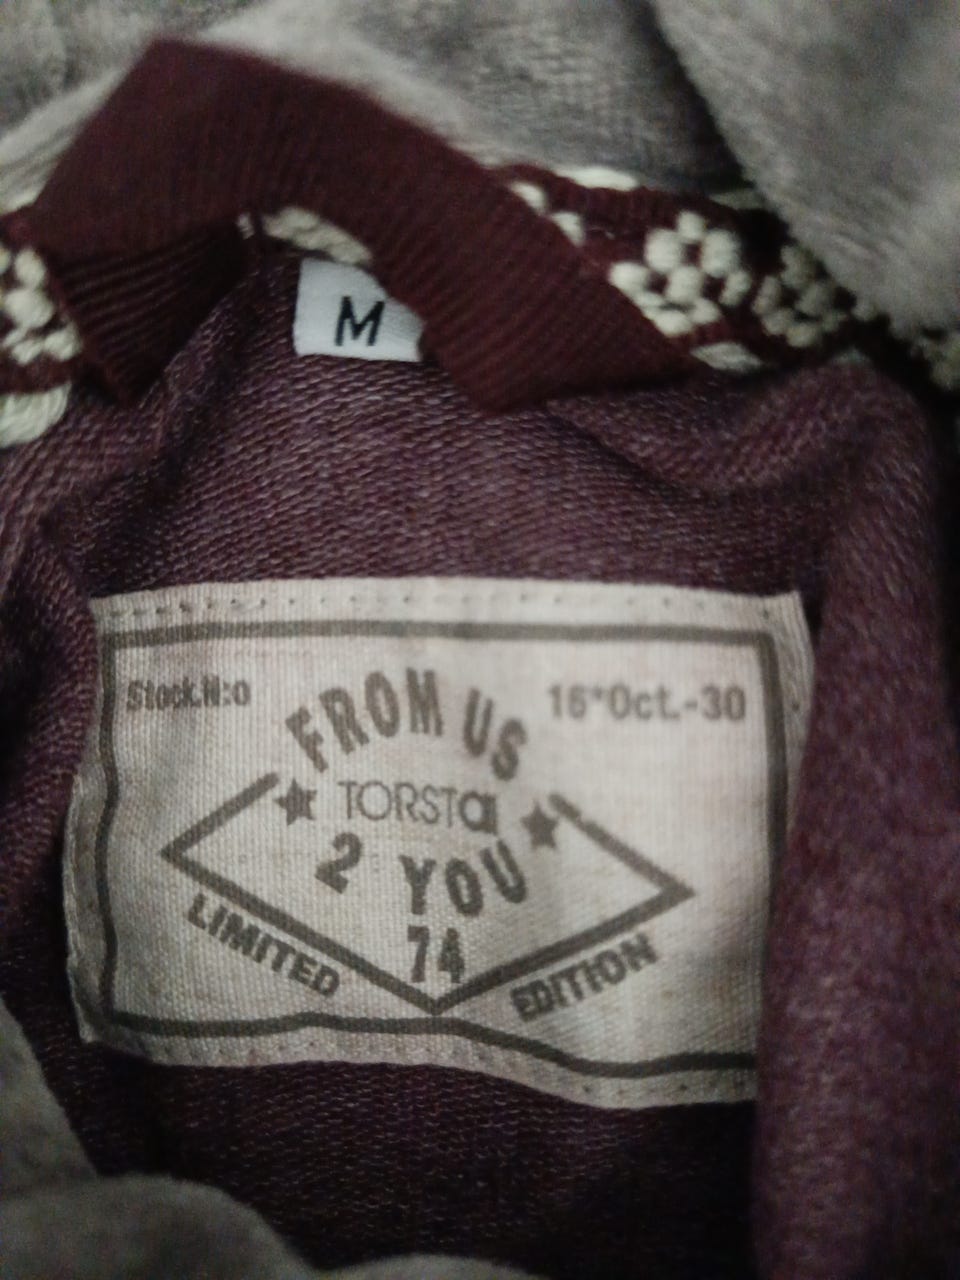 M
Stock.N:o
16*Oct.-30
FROM US
TORSTai
2 YOU
74
LIMITED
EDITION